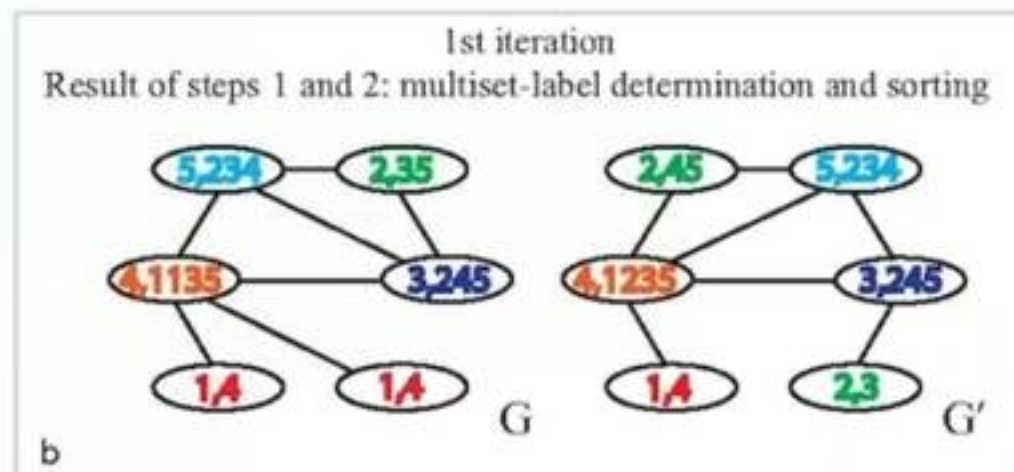 1st iteration
Result of steps 1 and 2: multiset-label determination and sorting
5,234 2,35 2,45 5,234
4,1135 3,245 4,1235 3,245
1,4 1,4 1,4 2,3
G G′
b